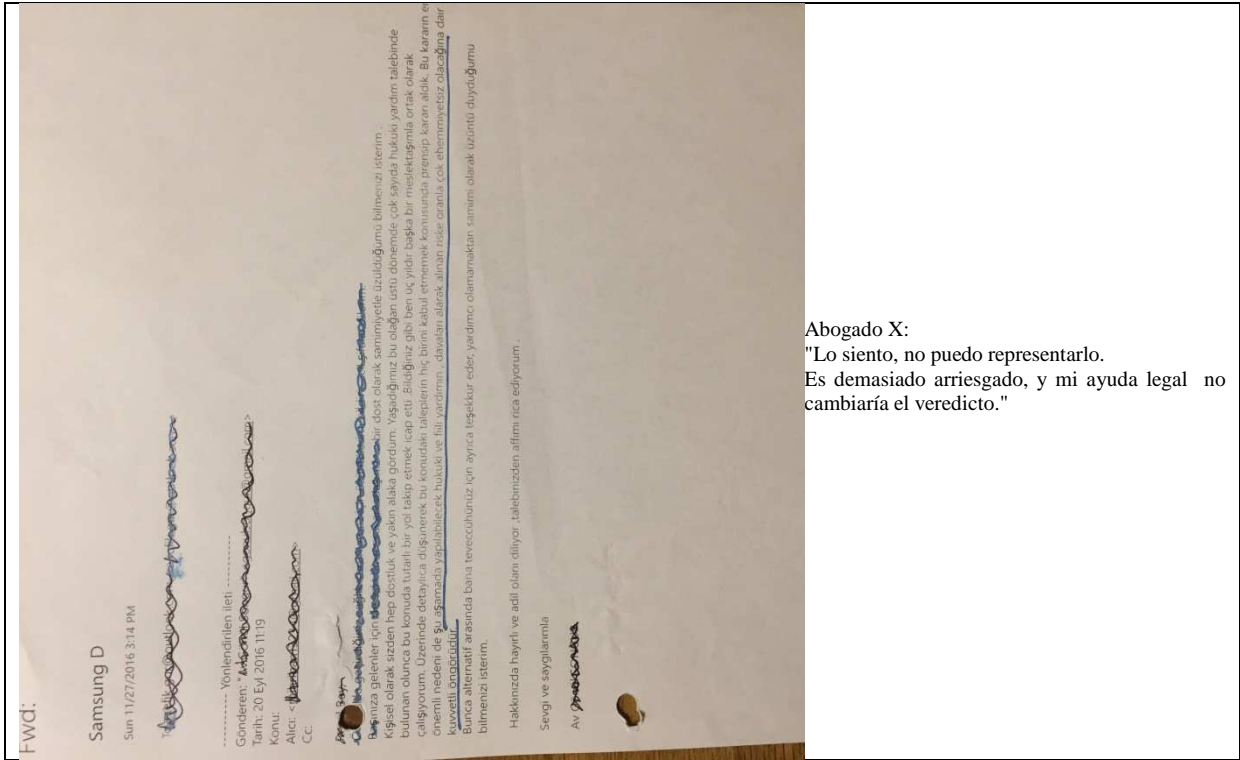 Fwd:
Samsung D
Sun 11/27/2016 3:14 PM
---------- Yönlendirilen ileti ----------
Gönderen:
Tarih: 20 Eyl 2016 11:19
Konu:
Alıcı: <
Cc:
Başınıza gelenler için bir dost olarak samimiyetle üzüldüğümü bilmenizi isterim .
Kişisel olarak sizden hep dostluk ve yakın alaka gördüm. Yaşadığımız bu olağan üstü dönemde çok sayıda hukuki yardım talebinde
bulunan olunca bu konuda tutarlı bir yol takip etmek icap etti .Bildiğiniz gibi ben üç yıldır başka bir meslektaşımla ortak olarak
çalışıyorum. Üzerinde detaylıca düşünerek bu konudaki taleplerin hiç birini kabul etmemek konusunda prensip kararı aldık. Bu kararın en
önemli nedeni de şu aşamada yapılabilecek hukuki ve fiili yardımın , davaları alarak alınan riske oranla çok ehemmiyetsiz olacağına dair
kuvvetli öngörüdür.
Bunca alternatif arasında bana teveccühünüz için ayrıca teşekkur eder, yardımcı olamamaktan samimi olarak üzüntü duyduğumu
bilmenizi isterim.
Hakkınızda hayırlı ve adil olanı diliyor ,talebinizden affımı rica ediyorum .
Sevgi ve saygılarımla
Av
Abogado X:
"Lo siento, no puedo representarlo.
Es demasiado arriesgado, y mi ayuda legal no
cambiaría el veredicto."